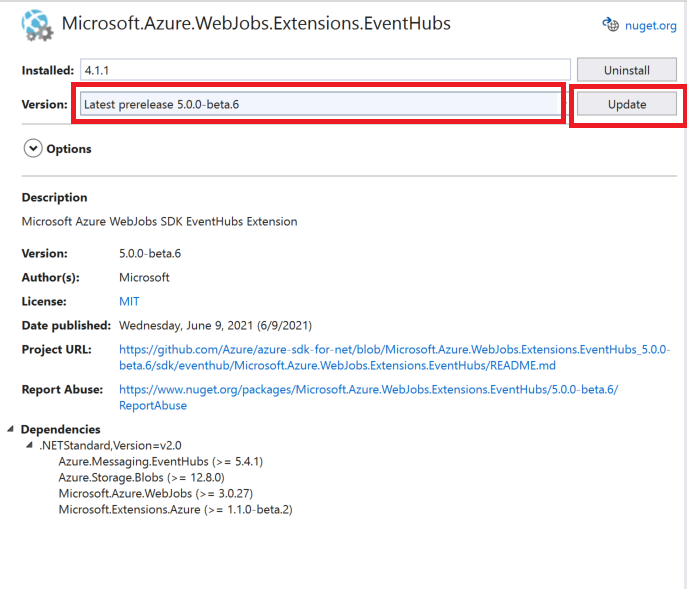 Microsoft.Azure.WebJobs.Extensions.EventHubs
nuget.org
Installed: 4.1.1 Uninstall
Version: Latest prerelease 5.0.0-beta.6 Update
Options
Description
Microsoft Azure WebJobs SDK EventHubs Extension
Version: 5.0.0-beta.6
Author(s): Microsoft
License: MIT
Date published: Wednesday, June 9, 2021 (6/9/2021)
Project URL: https://github.com/Azure/azure-sdk-for-net/blob/Microsoft.Azure.WebJobs.Extensions.EventHubs_5.0.0-
beta.6/sdk/eventhub/Microsoft.Azure.WebJobs.Extensions.EventHubs/README.md
Report Abuse: https://www.nuget.org/packages/Microsoft.Azure.WebJobs.Extensions.EventHubs/5.0.0-beta.6/
ReportAbuse
Dependencies
.NETStandard,Version=v2.0
Azure.Messaging.EventHubs (>= 5.4.1)
Azure.Storage.Blobs (>= 12.8.0)
Microsoft.Azure.WebJobs (>= 3.0.27)
Microsoft.Extensions.Azure (>= 1.1.0-beta.2)